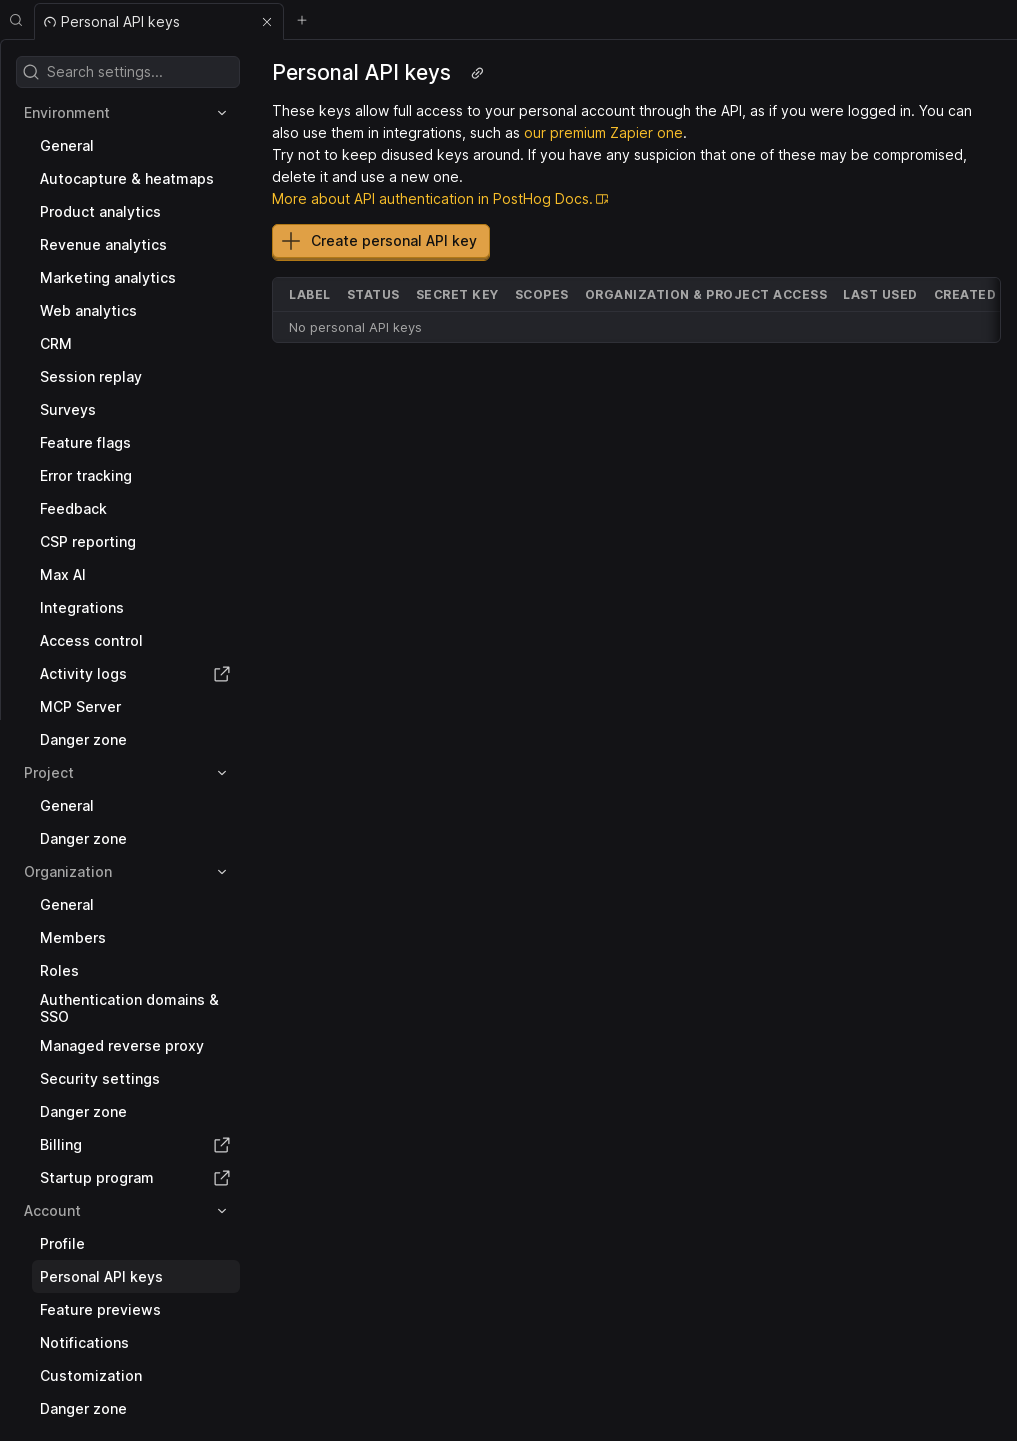 Personal API keys
Search settings...
Environment
General
Autocapture & heatmaps
Product analytics
Revenue analytics
Marketing analytics
Web analytics
CRM
Session replay
Surveys
Feature flags
Error tracking
Feedback
CSP reporting
Max AI
Integrations
Access control
Activity logs
MCP Server
Danger zone
Project
General
Danger zone
Organization
General
Members
Roles
Authentication domains &
SSO
Managed reverse proxy
Security settings
Danger zone
Billing
Startup program
Account
Profile
Personal API keys
Feature previews
Notifications
Customization
Danger zone
Personal API keys
These keys allow full access to your personal account through the API, as if you were logged in. You can
also use them in integrations, such as our premium Zapier one.
Try not to keep disused keys around. If you have any suspicion that one of these may be compromised,
delete it and use a new one.
More about API authentication in PostHog Docs.
Create personal API key
LABEL STATUS SECRET KEY SCOPES ORGANIZATION & PROJECT ACCESS LAST USED CREATED
No personal API keys